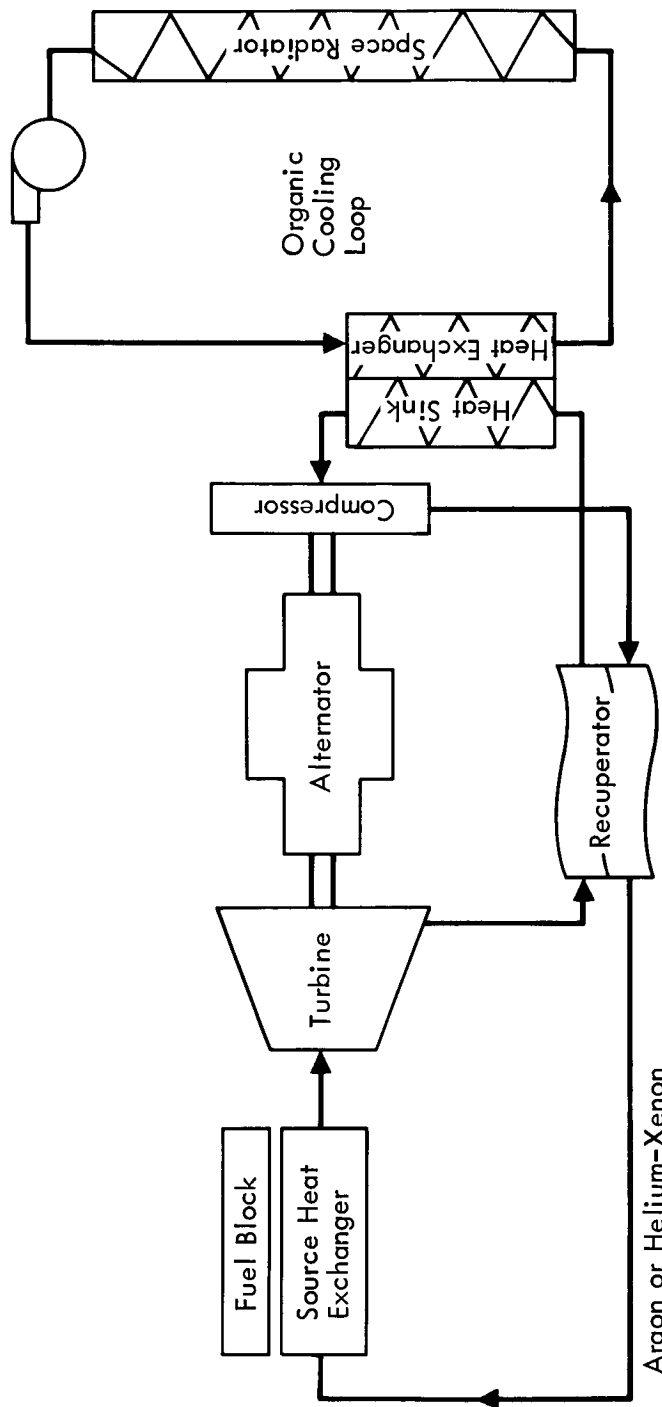 Fuel Block
Source Heat
Exchanger
Turbine
Alternator
Compressor
Heat Sink
Heat Exchanger
Organic
Cooling
Loop
Space Radiator
Recuperator
Argon or Helium-Xenon